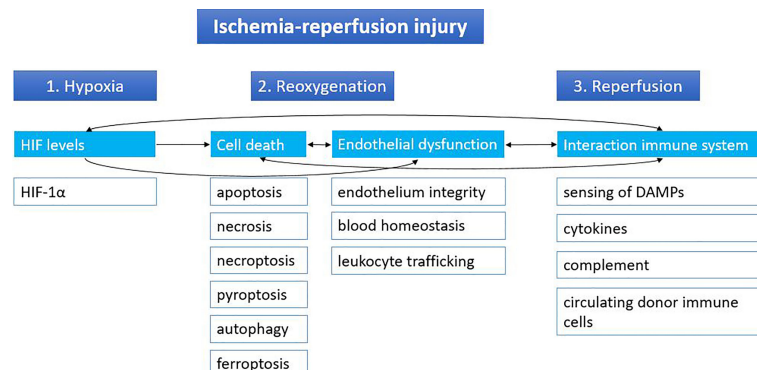 Ischemia-reperfusion injury
1. Hypoxia
2. Reoxygenation
3. Reperfusion
HIF levels
Cell death
Endothelial dysfunction
Interaction immune system
HIF-1α
apoptosis
endothelium integrity
sensing of DAMPs
necrosis
blood homeostasis
cytokines
necroptosis
leukocyte trafficking
complement
pyroptosis
circulating donor immune
cells
autophagy
ferroptosis